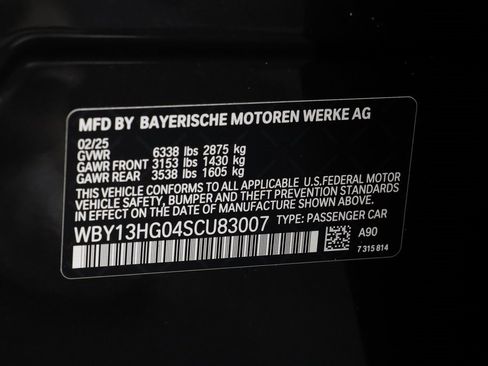 MFD BY BAYERISCHE MOTOREN WERKE AG
02/25
GVWR 6338 lbs 2875 kg
GAWR FRONT 3153 lbs 1430 kg
GAWR REAR 3538 lbs 1605 kg
THIS VEHICLE CONFORMS TO ALL APPLICABLE U.S.FEDERAL MOTOR
VEHICLE SAFETY, BUMPER AND THEFT PREVENTION STANDARDS
IN EFFECT ON THE DATE OF MANUFACTURE SHOWN ABOVE.
WBY13HG04SCU83007 TYPE: PASSENGER CAR
A90
7 315 814